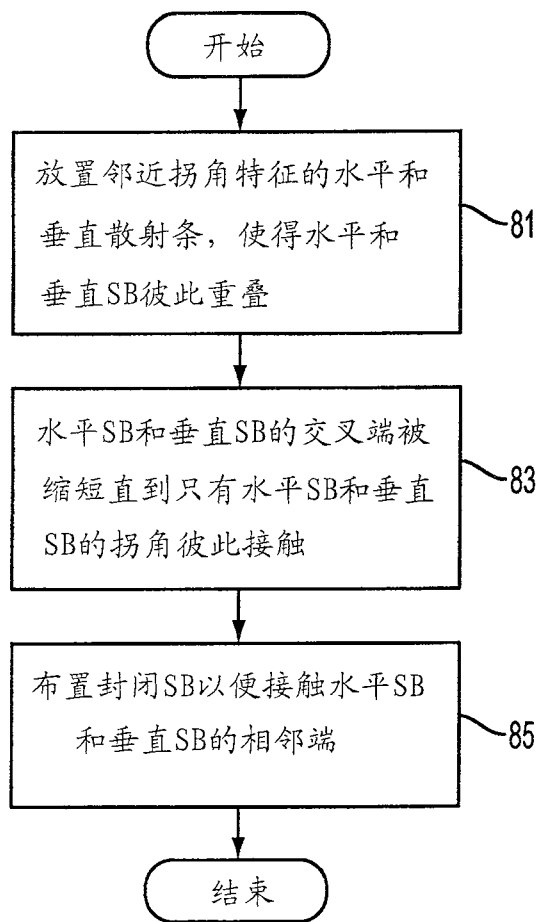 开始
放置邻近拐角特征的水平和
垂直散射条，使得水平和
垂直SB彼此重叠
81
水平SB和垂直SB的交叉端被
缩短直到只有水平SB和垂直
SB的拐角彼此接触
83
布置封闭SB以便接触水平SB
和垂直SB的相邻端
85
结束